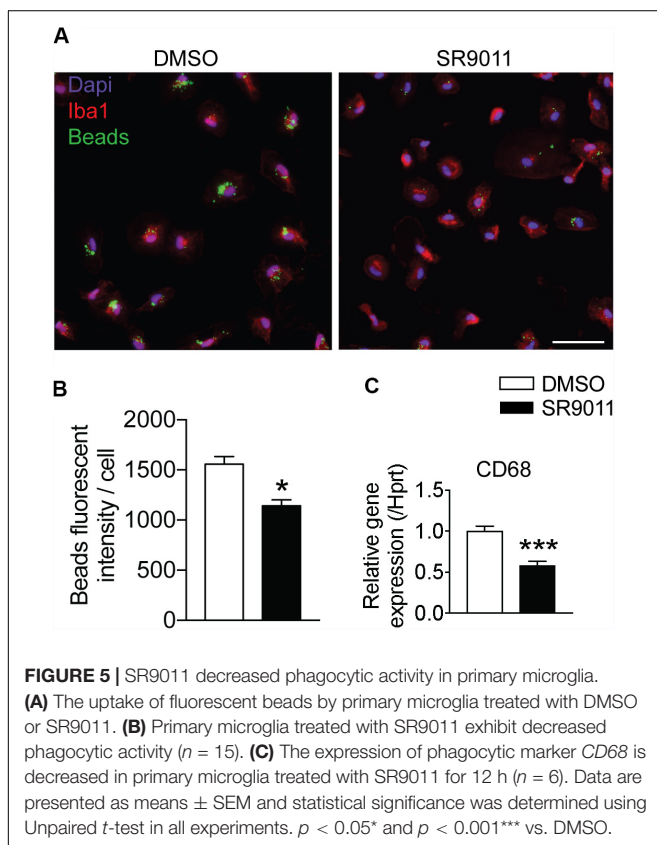 A
DMSO
SR9011
Dapi
Iba1
Beads
B
2000
1500
1000
500
0
Beads fluorescent
intensity / cell
*
C
DMSO
SR9011
CD68
1.5
1.0
0.5
0.0
Relative gene
expression (/Hprt)
***
FIGURE 5 | SR9011 decreased phagocytic activity in primary microglia.
(A) The uptake of fluorescent beads by primary microglia treated with DMSO
or SR9011. (B) Primary microglia treated with SR9011 exhibit decreased
phagocytic activity (n = 15). (C) The expression of phagocytic marker CD68 is
decreased in primary microglia treated with SR9011 for 12 h (n = 6). Data are
presented as means ± SEM and statistical significance was determined using
Unpaired t-test in all experiments. p < 0.05* and p < 0.001*** vs. DMSO.